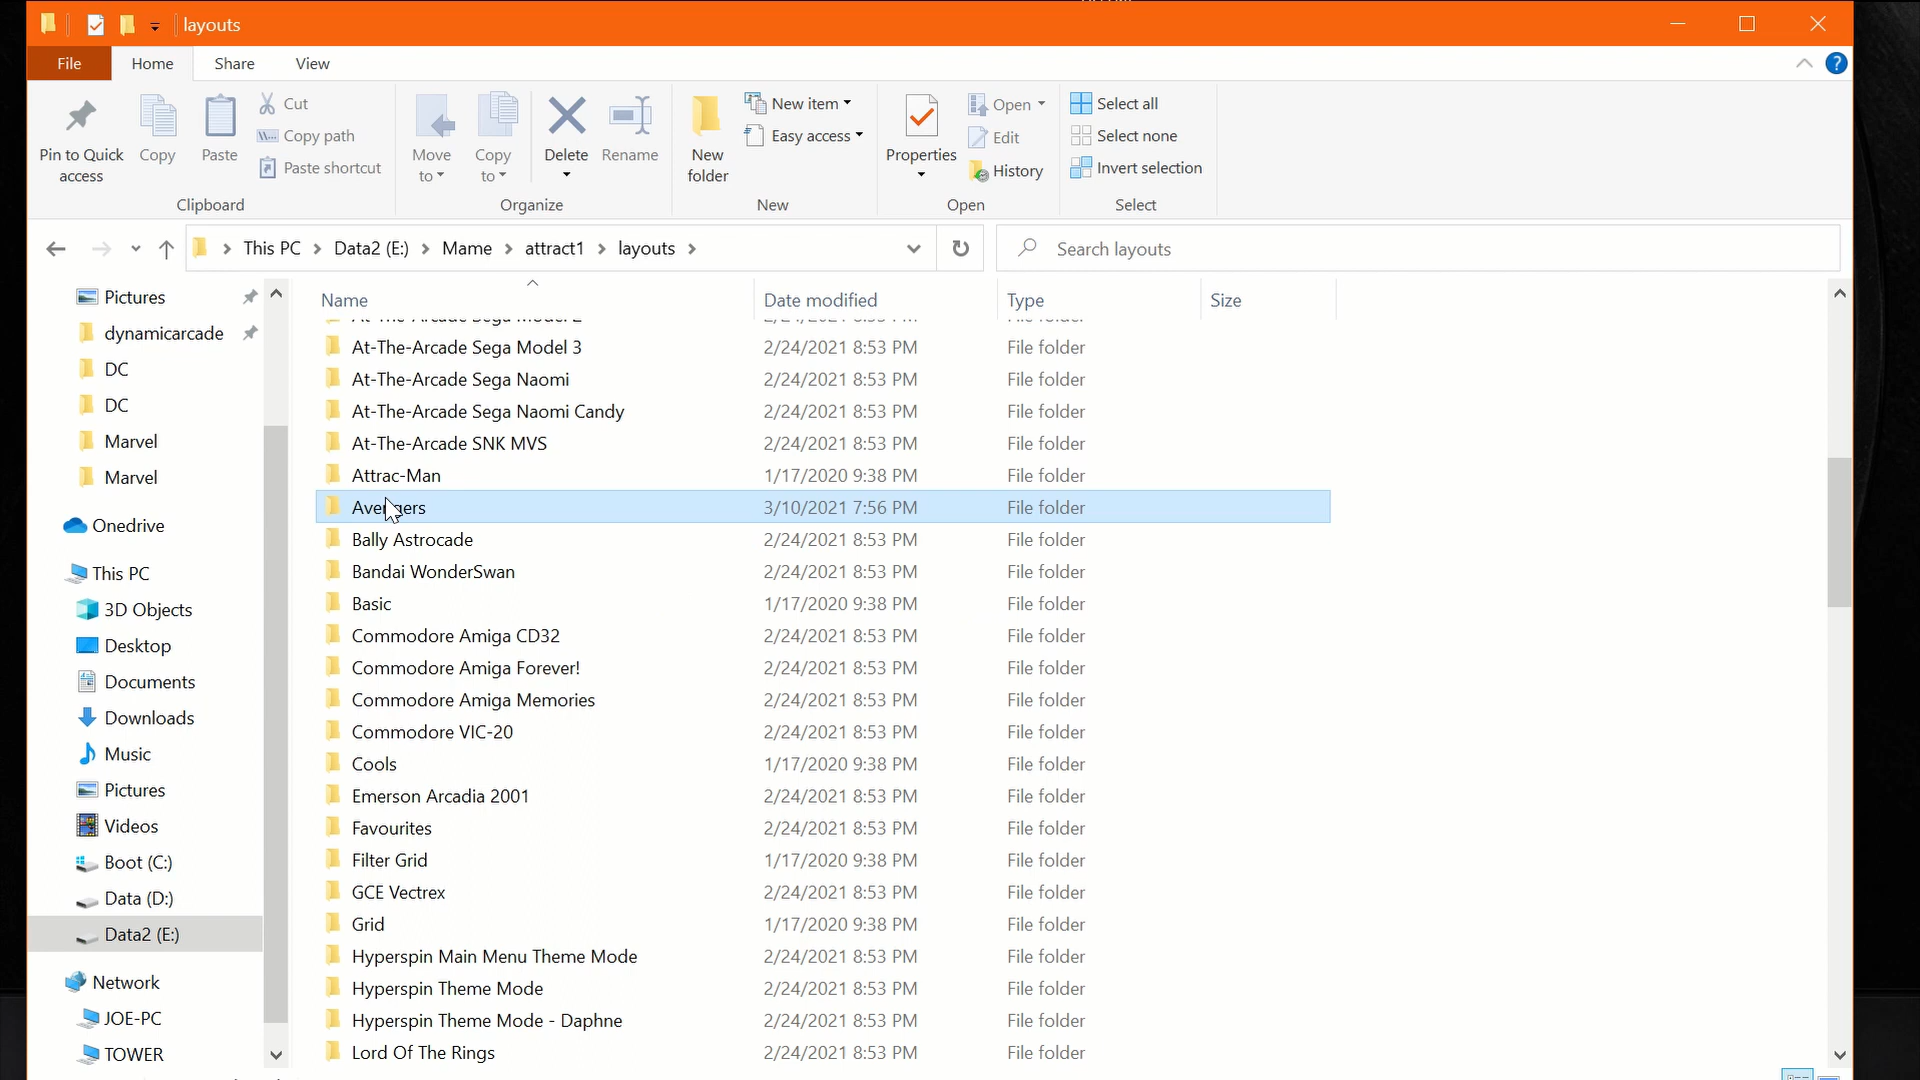 layouts
File Home Share View
Pin to Quick access
Copy
Paste
Cut
Copy path
Paste shortcut
Clipboard
Move to
Copy to
Delete
Rename
Organize
New folder
New item
Easy access
New
Properties
Open
Edit
History
Open
Select all
Select none
Invert selection
Select
This PC > Data2 (E:) > Mame > attract1 > layouts >
Search layouts
Pictures
dynamicarcade
DC
DC
Marvel
Marvel
Onedrive
This PC
3D Objects
Desktop
Documents
Downloads
Music
Pictures
Videos
Boot (C:)
Data (D:)
Data2 (E:)
Network
JOE-PC
TOWER
Name Date modified Type Size
At-The-Arcade Sega Model 3 2/24/2021 8:53 PM File folder
At-The-Arcade Sega Naomi 2/24/2021 8:53 PM File folder
At-The-Arcade Sega Naomi Candy 2/24/2021 8:53 PM File folder
At-The-Arcade SNK MVS 2/24/2021 8:53 PM File folder
Attrac-Man 1/17/2020 9:38 PM File folder
Avengers 3/10/2021 7:56 PM File folder
Bally Astrocade 2/24/2021 8:53 PM File folder
Bandai WonderSwan 2/24/2021 8:53 PM File folder
Basic 1/17/2020 9:38 PM File folder
Commodore Amiga CD32 2/24/2021 8:53 PM File folder
Commodore Amiga Forever! 2/24/2021 8:53 PM File folder
Commodore Amiga Memories 2/24/2021 8:53 PM File folder
Commodore VIC-20 2/24/2021 8:53 PM File folder
Cools 1/17/2020 9:38 PM File folder
Emerson Arcadia 2001 2/24/2021 8:53 PM File folder
Favourites 2/24/2021 8:53 PM File folder
Filter Grid 1/17/2020 9:38 PM File folder
GCE Vectrex 2/24/2021 8:53 PM File folder
Grid 1/17/2020 9:38 PM File folder
Hyperspin Main Menu Theme Mode 2/24/2021 8:53 PM File folder
Hyperspin Theme Mode 2/24/2021 8:53 PM File folder
Hyperspin Theme Mode - Daphne 2/24/2021 8:53 PM File folder
Lord Of The Rings 2/24/2021 8:53 PM File folder